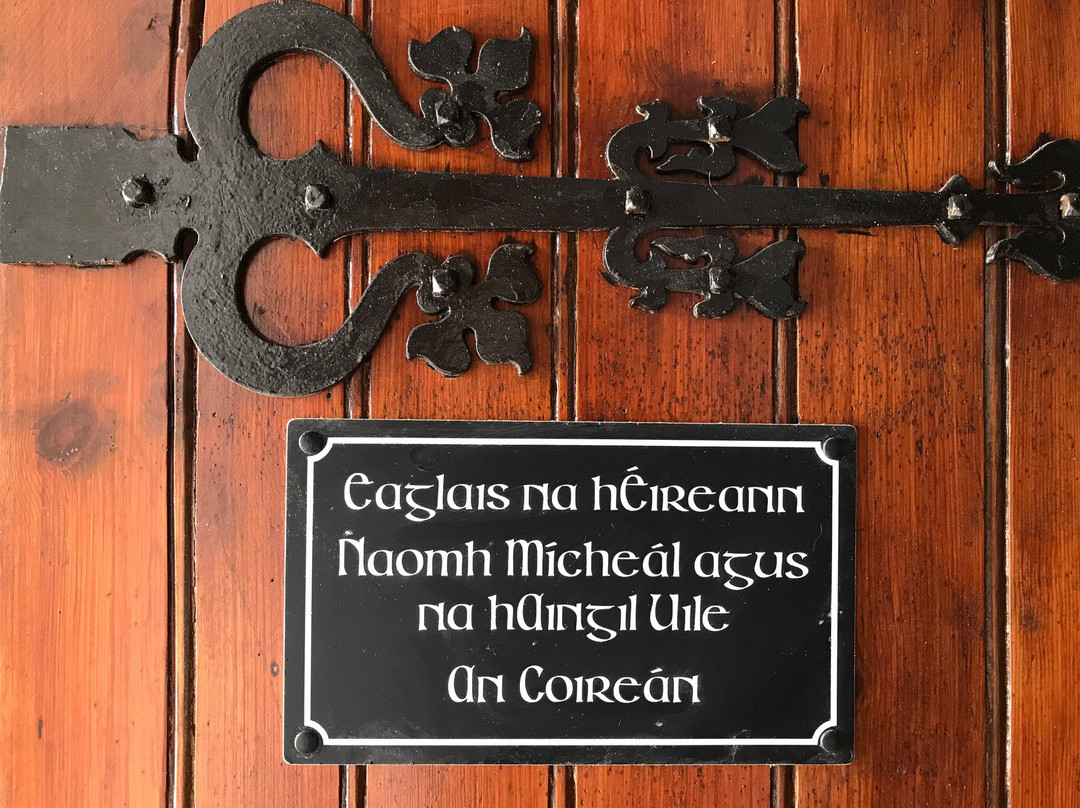 Eaglais na hÉireann
Naomh Mícheál agus
na hAingil Uile
An Coireán